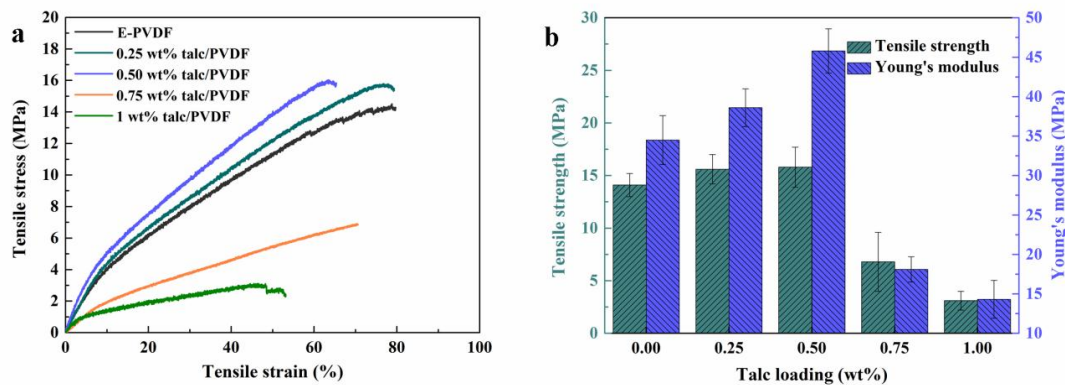 a
E-PVDF
0.25 wt% talc/PVDF
0.50 wt% talc/PVDF
0.75 wt% talc/PVDF
1 wt% talc/PVDF
Tensile stress (MPa)
20
18
16
14
12
10
8
6
4
2
0
0 20 40 60 80 100
Tensile strain (%)
b
Tensile strength
Young's modulus
Tensile strength (MPa)
30
25
20
15
10
5
0
Young's modulus (MPa)
50
45
40
35
30
25
20
15
10
0.00 0.25 0.50 0.75 1.00
Talc loading (wt%)